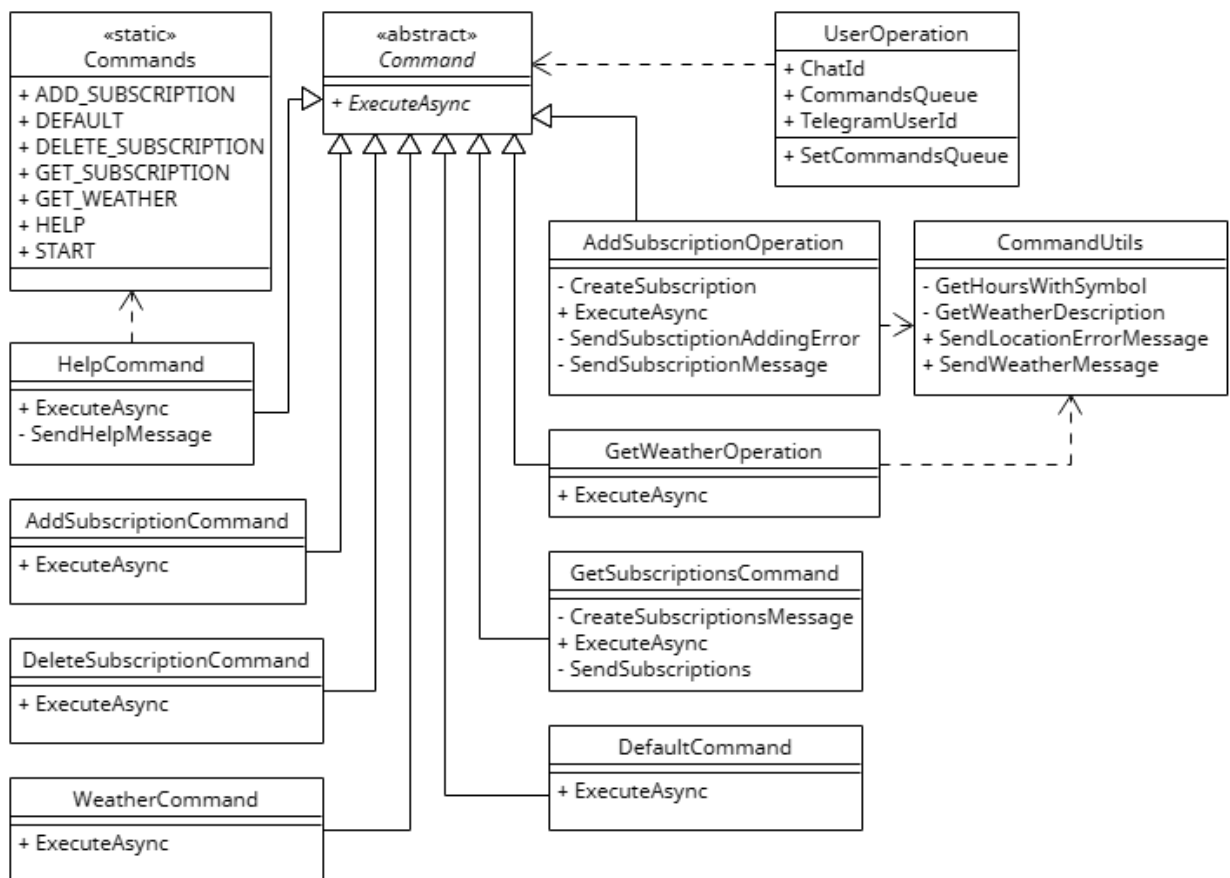 «static»
Commands
+ ADD_SUBSCRIPTION
+ DEFAULT
+ DELETE_SUBSCRIPTION
+ GET_SUBSCRIPTION
+ GET_WEATHER
+ HELP
+ START
«abstract»
Command
+ ExecuteAsync
UserOperation
+ ChatId
+ CommandsQueue
+ TelegramUserId
+ SetCommandsQueue
AddSubscriptionOperation
- CreateSubscription
+ ExecuteAsync
- SendSubsctiptionAddingError
- SendSubscriptionMessage
CommandUtils
- GetHoursWithSymbol
- GetWeatherDescription
+ SendLocationErrorMessage
+ SendWeatherMessage
HelpCommand
+ ExecuteAsync
- SendHelpMessage
GetWeatherOperation
+ ExecuteAsync
AddSubscriptionCommand
+ ExecuteAsync
GetSubscriptionsCommand
- CreateSubscriptionsMessage
+ ExecuteAsync
- SendSubscriptions
DeleteSubscriptionCommand
+ ExecuteAsync
DefaultCommand
+ ExecuteAsync
WeatherCommand
+ ExecuteAsync